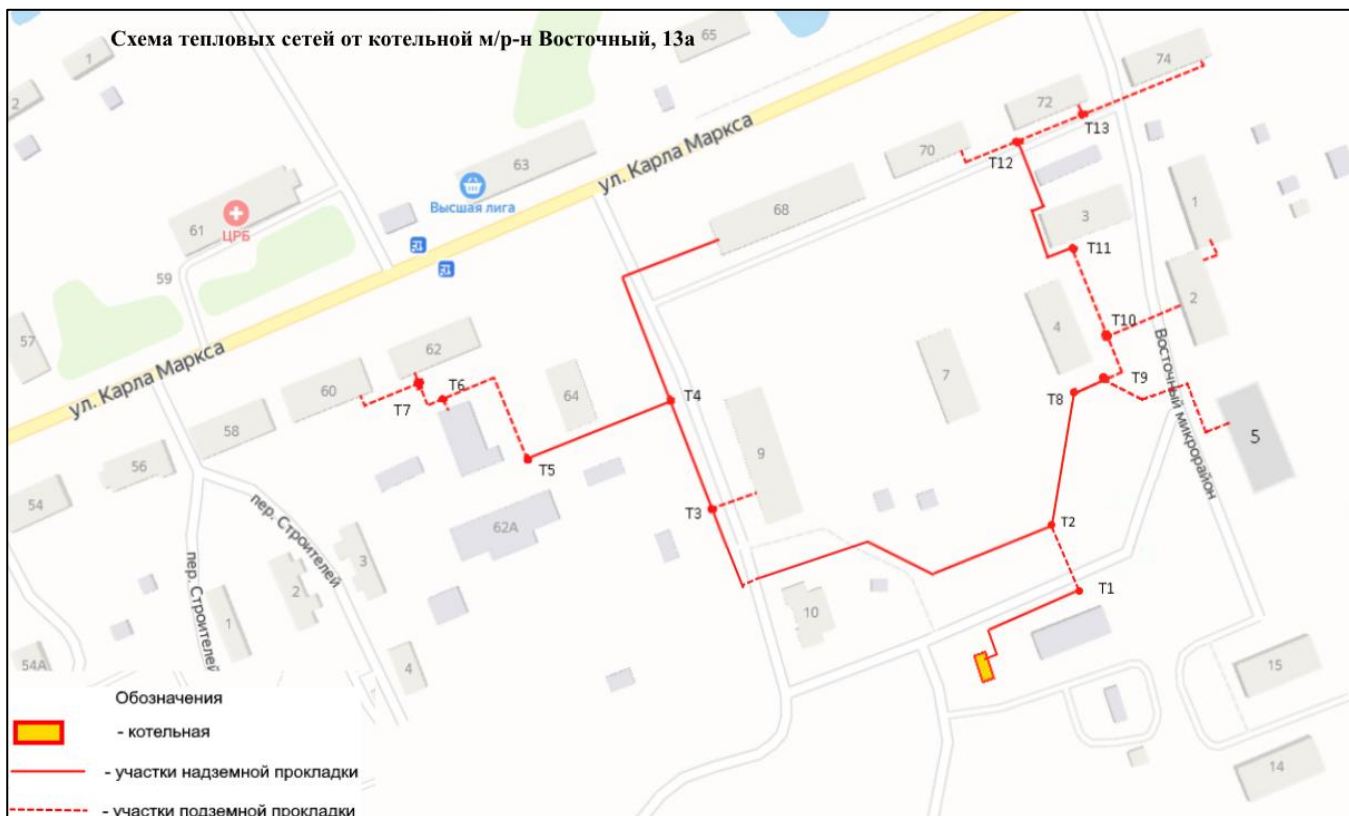 Схема тепловых сетей от котельной м/р-н Восточный, 13а
65
74
1
72
2
T13
63
70
T12
ул. Карла Маркса
Высшая лига
68
3
1
61
ЦРБ
T11
59
2
4
T10
57
62
Восточный микрорайон
ул. Карла Маркса
T6
T9
60
T7
64
T4
7
T8
58
5
9
56
T5
54
пер. Строителей
T3
62А
T2
3
пер. Строителей
2
T1
10
1
54А
4
15
14
Обозначения
- котельная
- участки надземной прокладки
- участки подземной прокладки